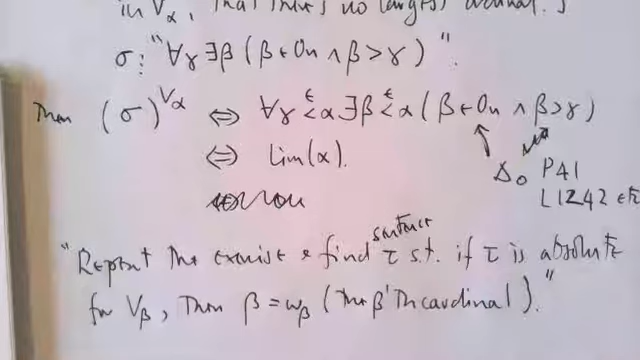 in V_α, that there's no largest ordinal.)
σ: "∀γ∃β (β∈On ∧ β>γ)".
Then (σ)^{V_α} ⇔ ∀γ<α ∃β<α (β∈On ∧ β>γ)
∈ ∈
⇔ Lim(α).
Δ₀ P41
L1242 etc
"Repeat the exercise & find sentence τ s.t. if τ is absolute
for V_β, then β=ω_β (the β'th cardinal)."